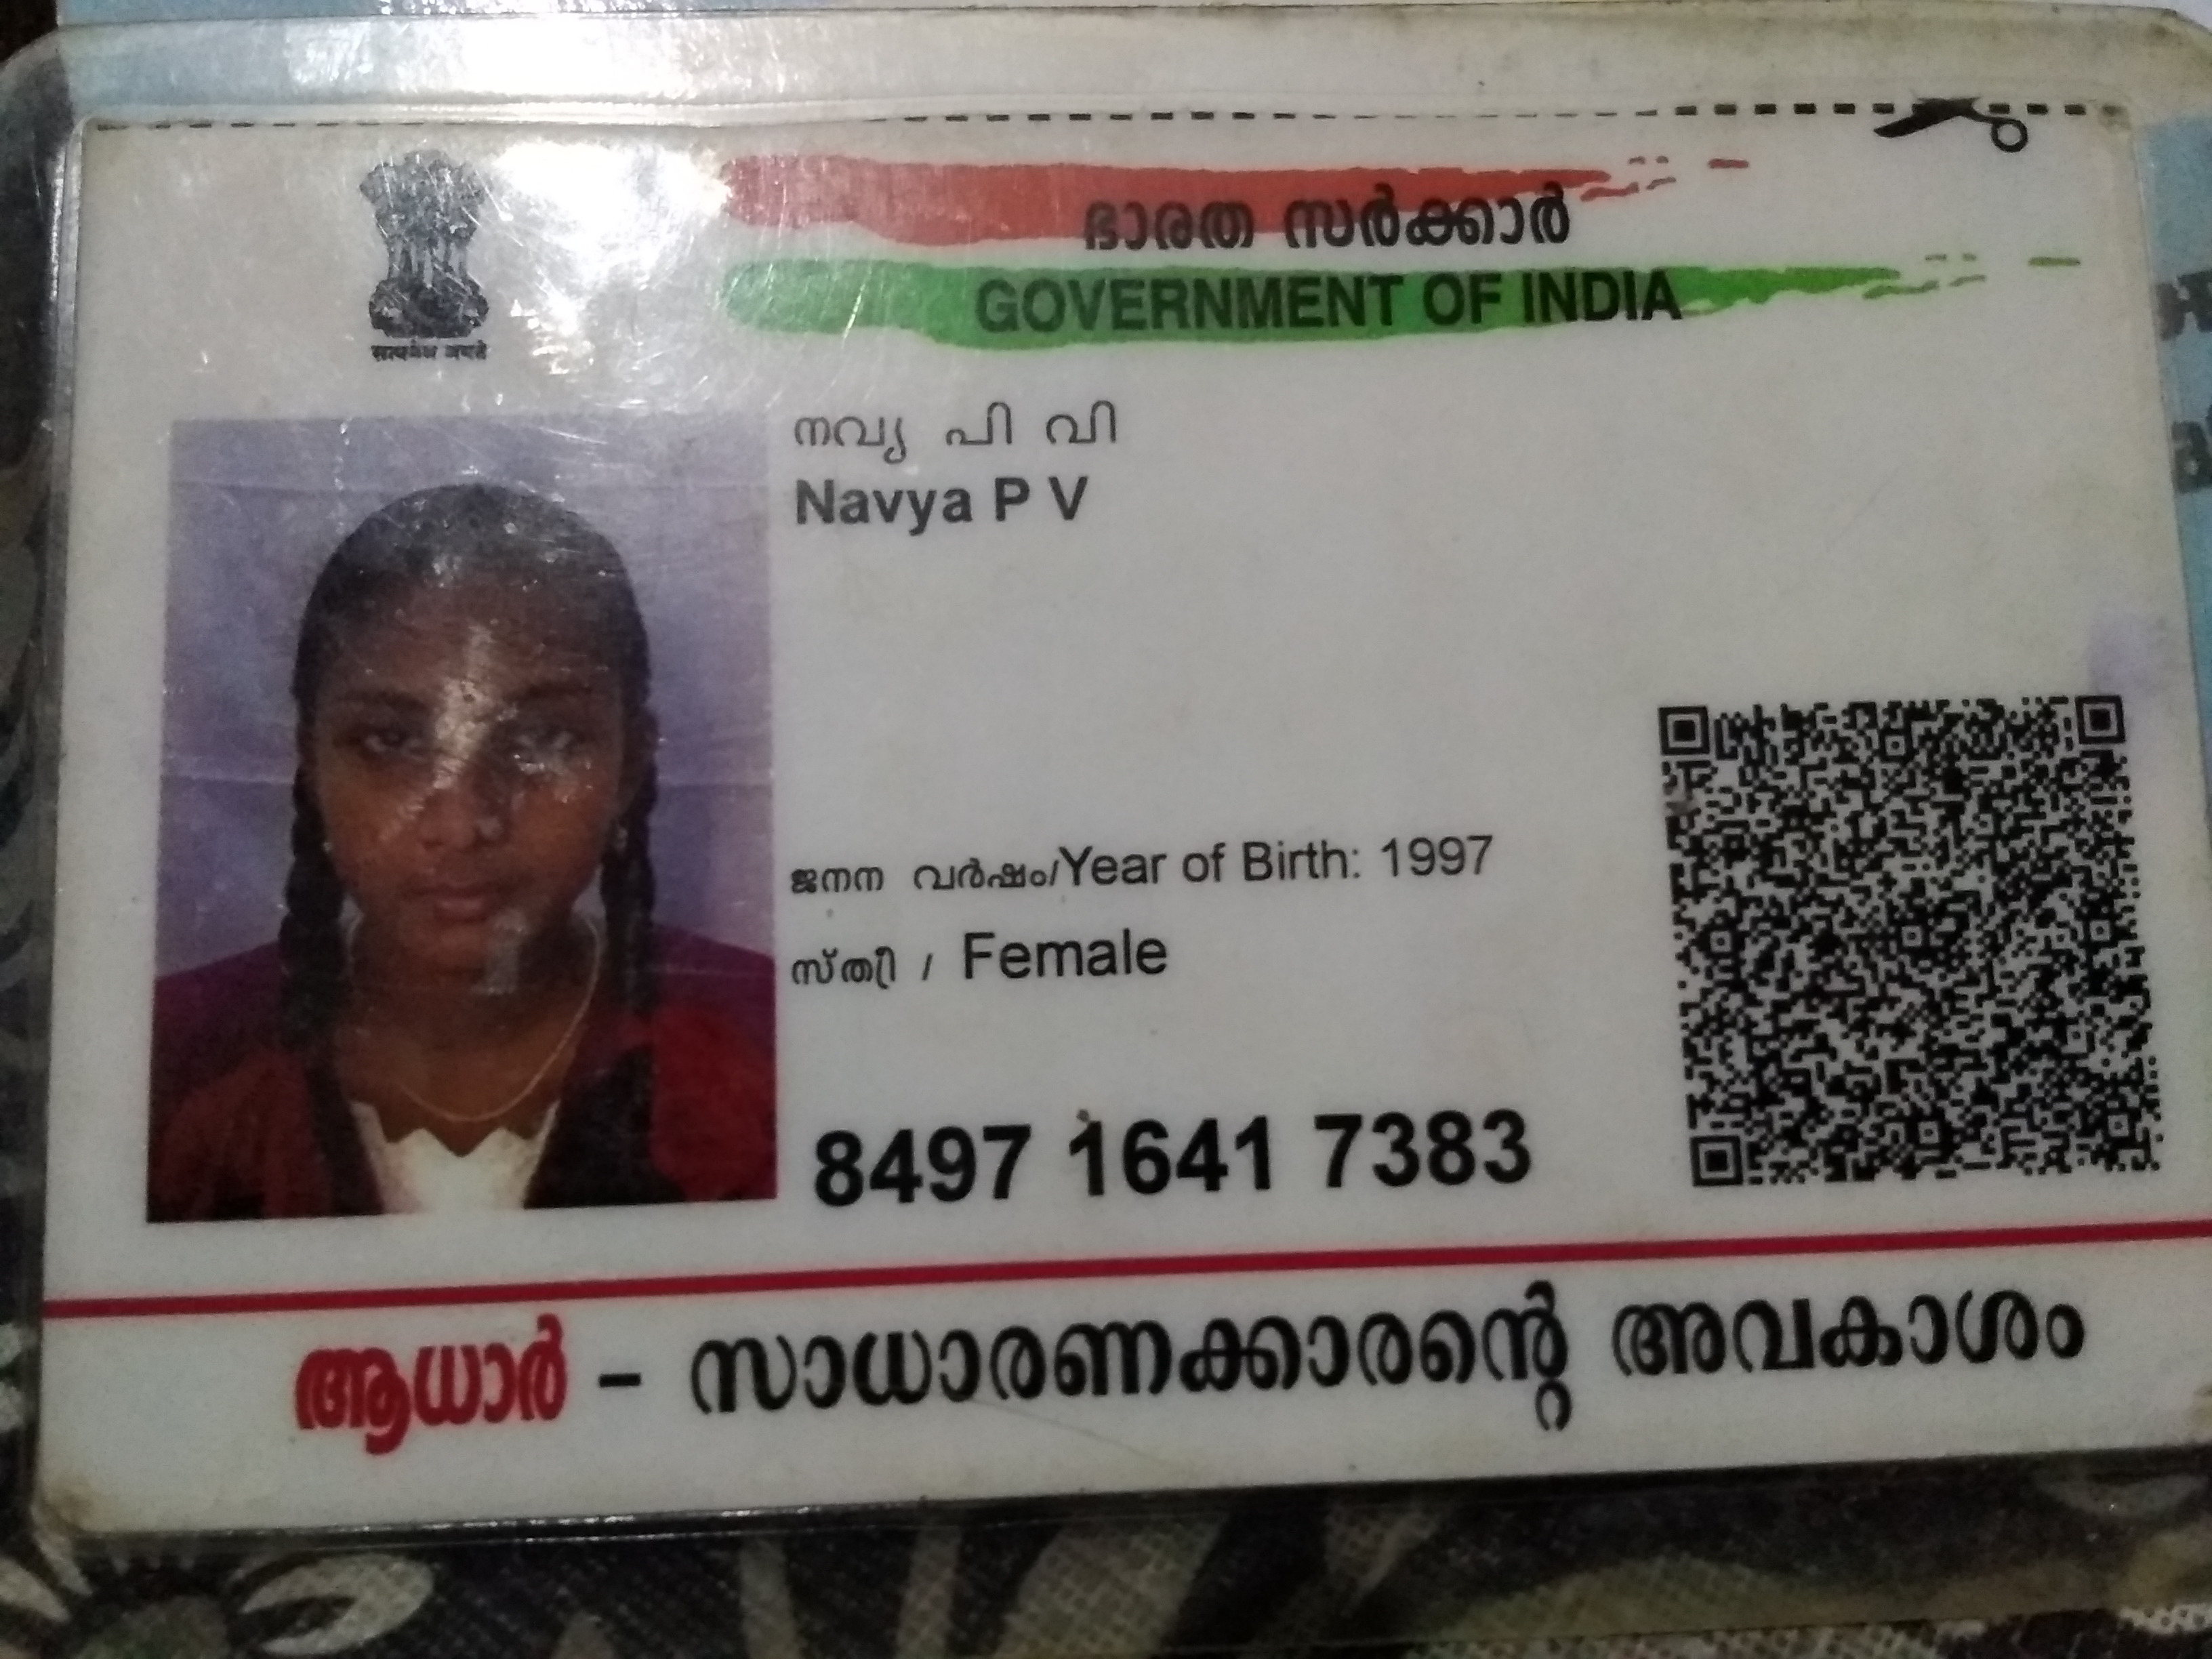 ഭാരത സർക്കാർ
GOVERNMENT OF INDIA
सत्यमेव जयते
നവ്യ പി വി
Navya P V
ജനന വർഷം/Year of Birth: 1997
സ്ത്രീ / Female
8497 1641 7383
ആധാർ – സാധാരണക്കാരന്റെ അവകാശം